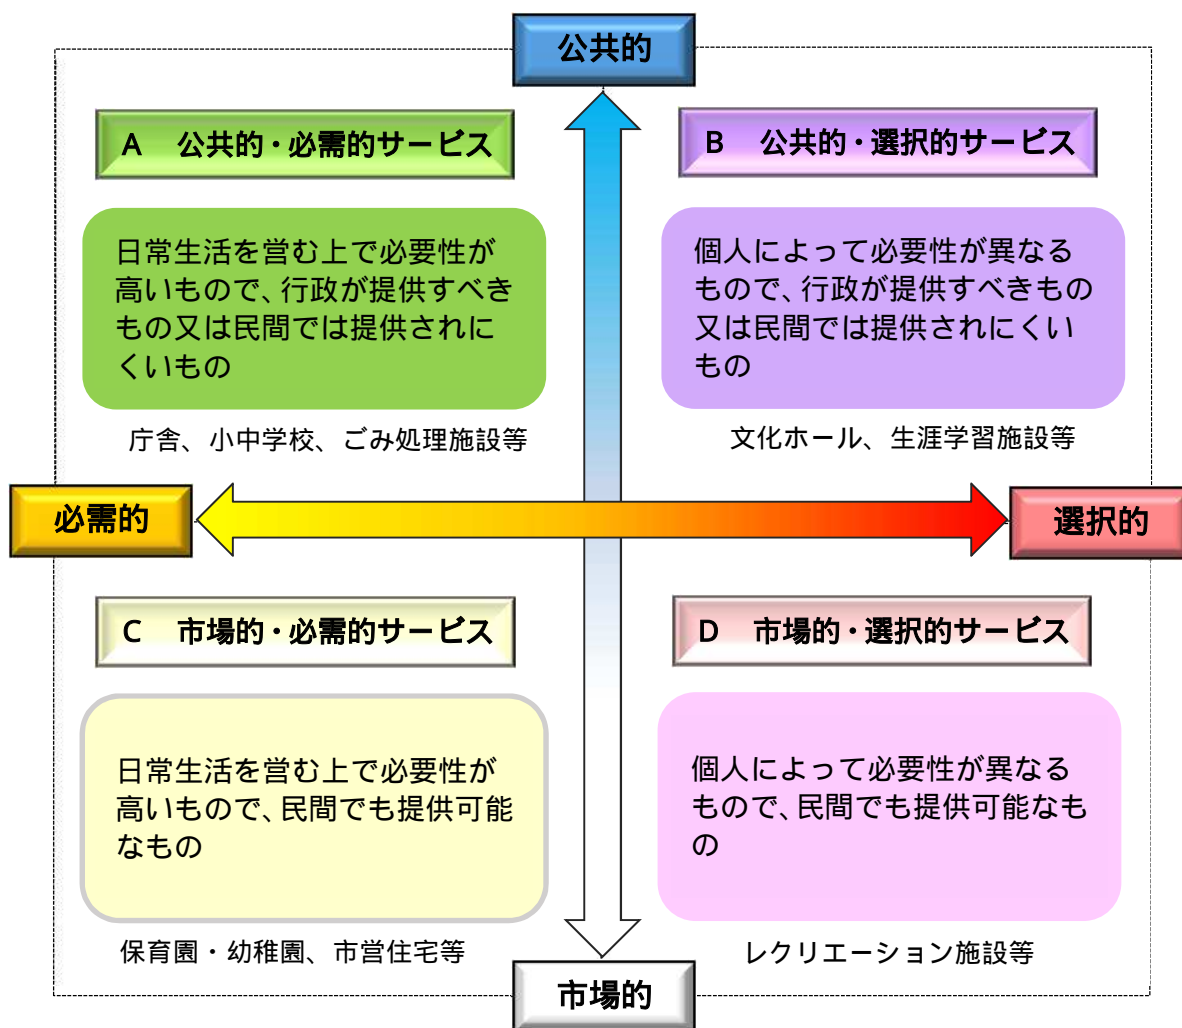 公共的
A 公共的・必需的サービス
日常生活を営む上で必要性が
高いもので、行政が提供すべき
もの又は民間では提供されに
くいもの
庁舎、小中学校、ごみ処理施設等
B 公共的・選択的サービス
個人によって必要性が異なる
もので、行政が提供すべきもの
又は民間では提供されにくい
もの
文化ホール、生涯学習施設等
必需的
選択的
C 市場的・必需的サービス
日常生活を営む上で必要性が
高いもので、民間でも提供可能
なもの
保育園・幼稚園、市営住宅等
D 市場的・選択的サービス
個人によって必要性が異なる
もので、民間でも提供可能なも
の
レクリエーション施設等
市場的